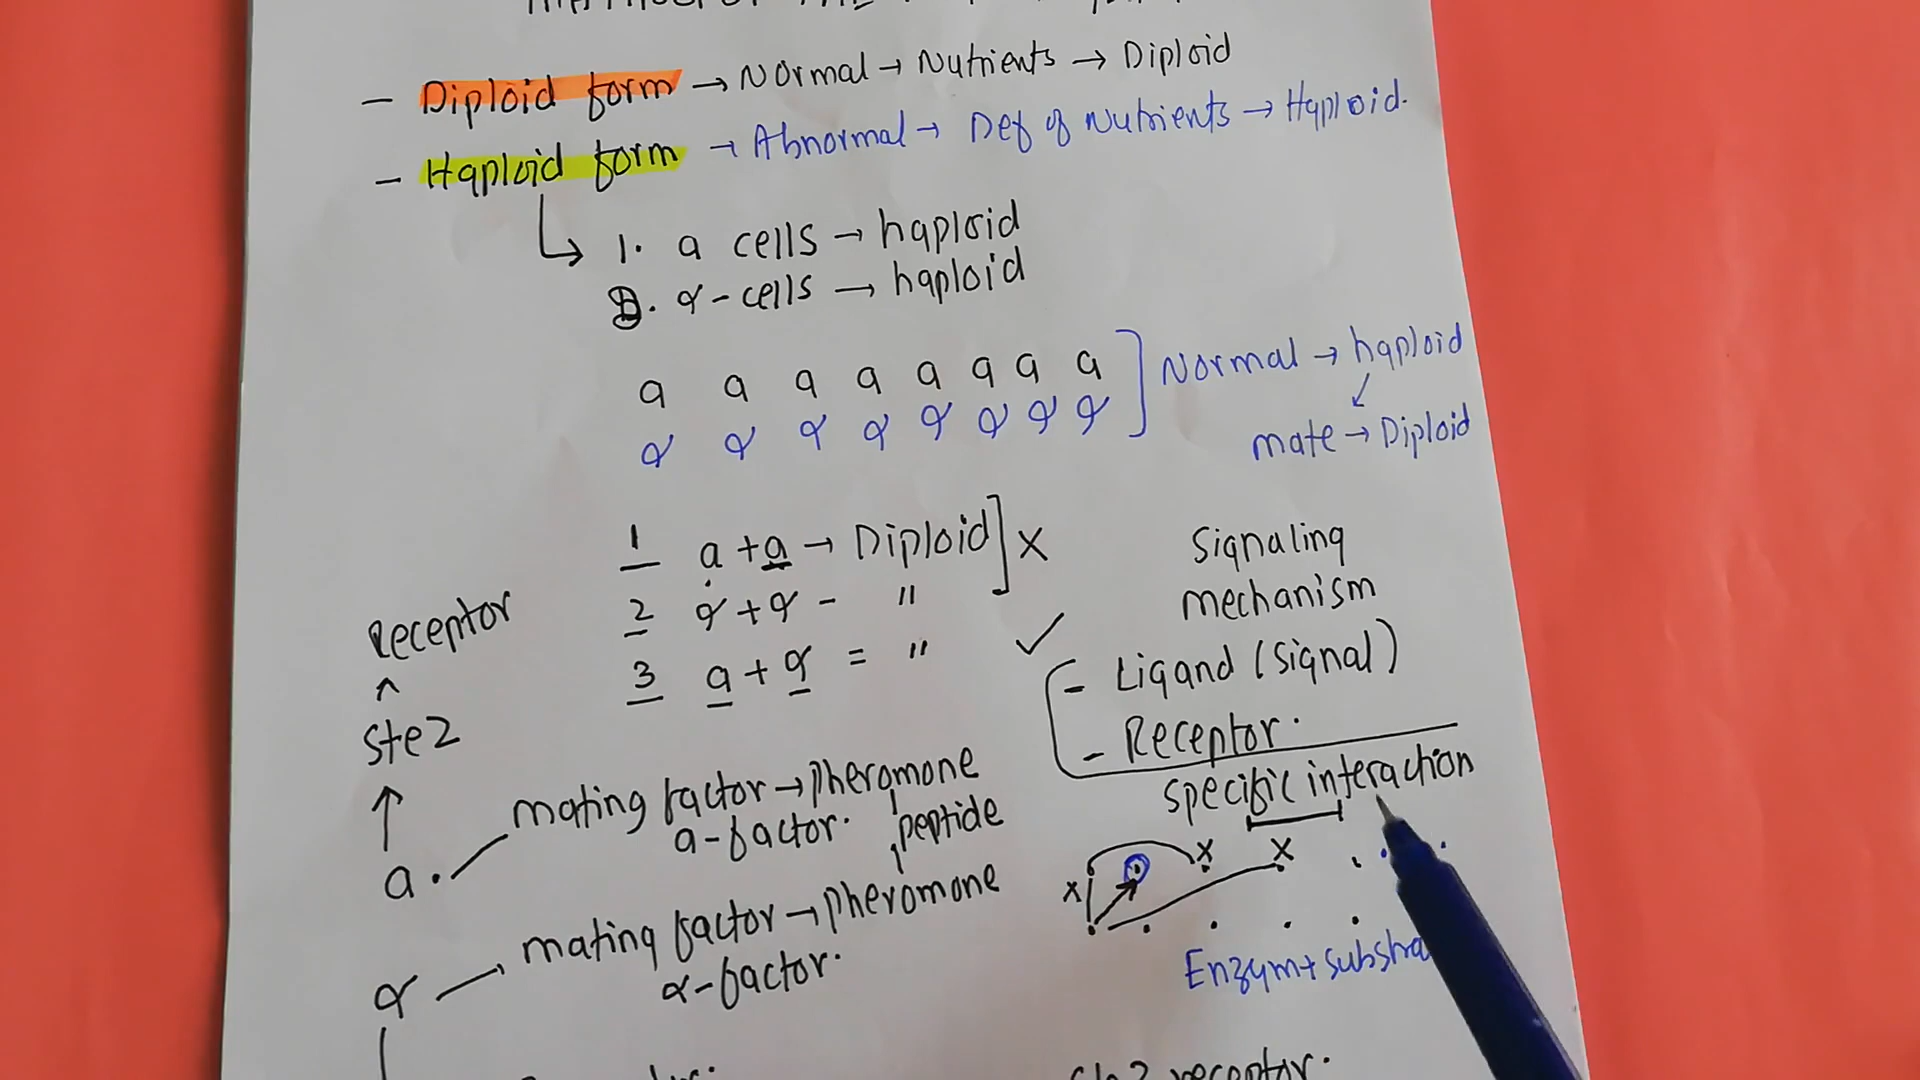 - Diploid form → Normal → Nutrients → Diploid
- Haploid form → Abnormal → Def of Nutrients → Haploid.
1. a cells → haploid
2. α-cells → haploid
a a a a a a a a ] Normal → haploid
α α α α α α α α mate → Diploid
1 a + a → Diploid ] x
2 α + α - "
3 a + α = " ✓
Signaling
mechanism
- Ligand (signal)
- Receptor.
specific interaction
x x x
Enzym + substra
Receptor
^
Ste2
↑
a . mating factor → pheromone
a-factor. peptide
α → mating factor → pheromone
α-factor.
receptor.